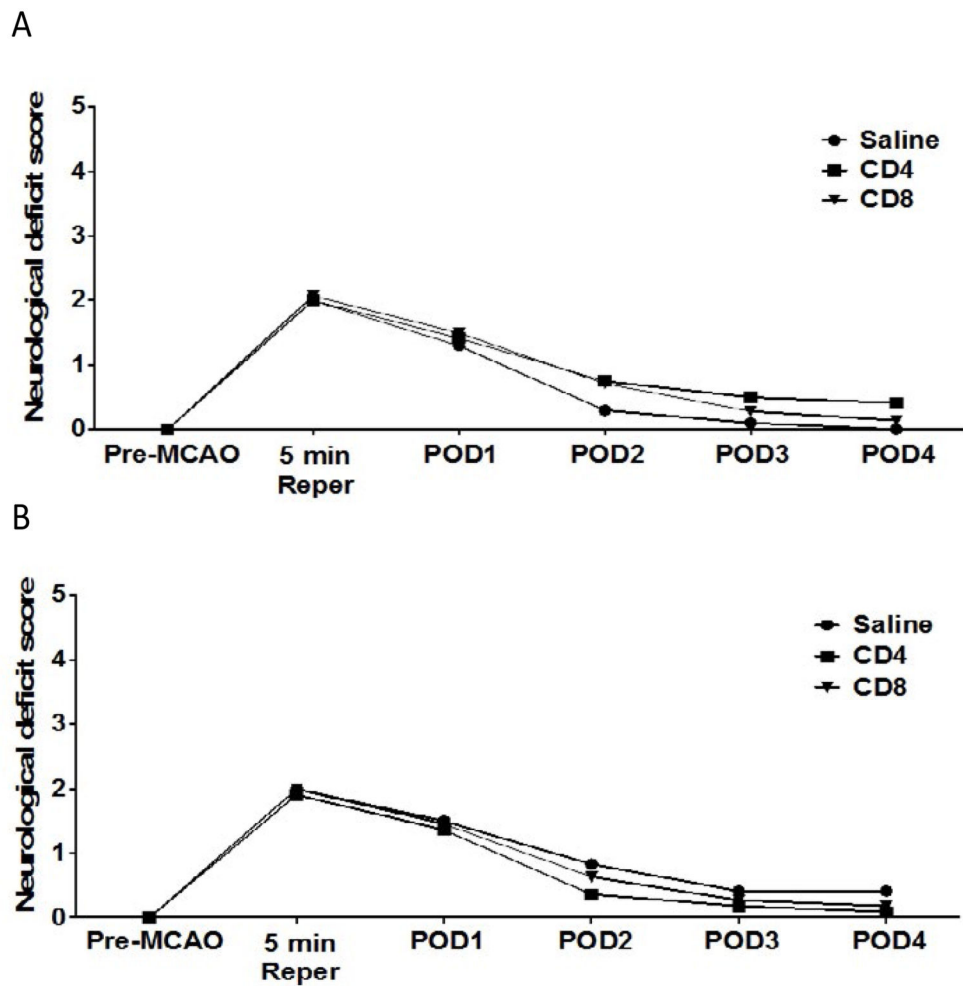 A
Neurological deficit score
5
4
3
2
1
0
Saline
CD4
CD8
Pre-MCAO
5 min
Reper
POD1
POD2
POD3
POD4
B
Neurological deficit score
5
4
3
2
1
0
Saline
CD4
CD8
Pre-MCAO
5 min
Reper
POD1
POD2
POD3
POD4